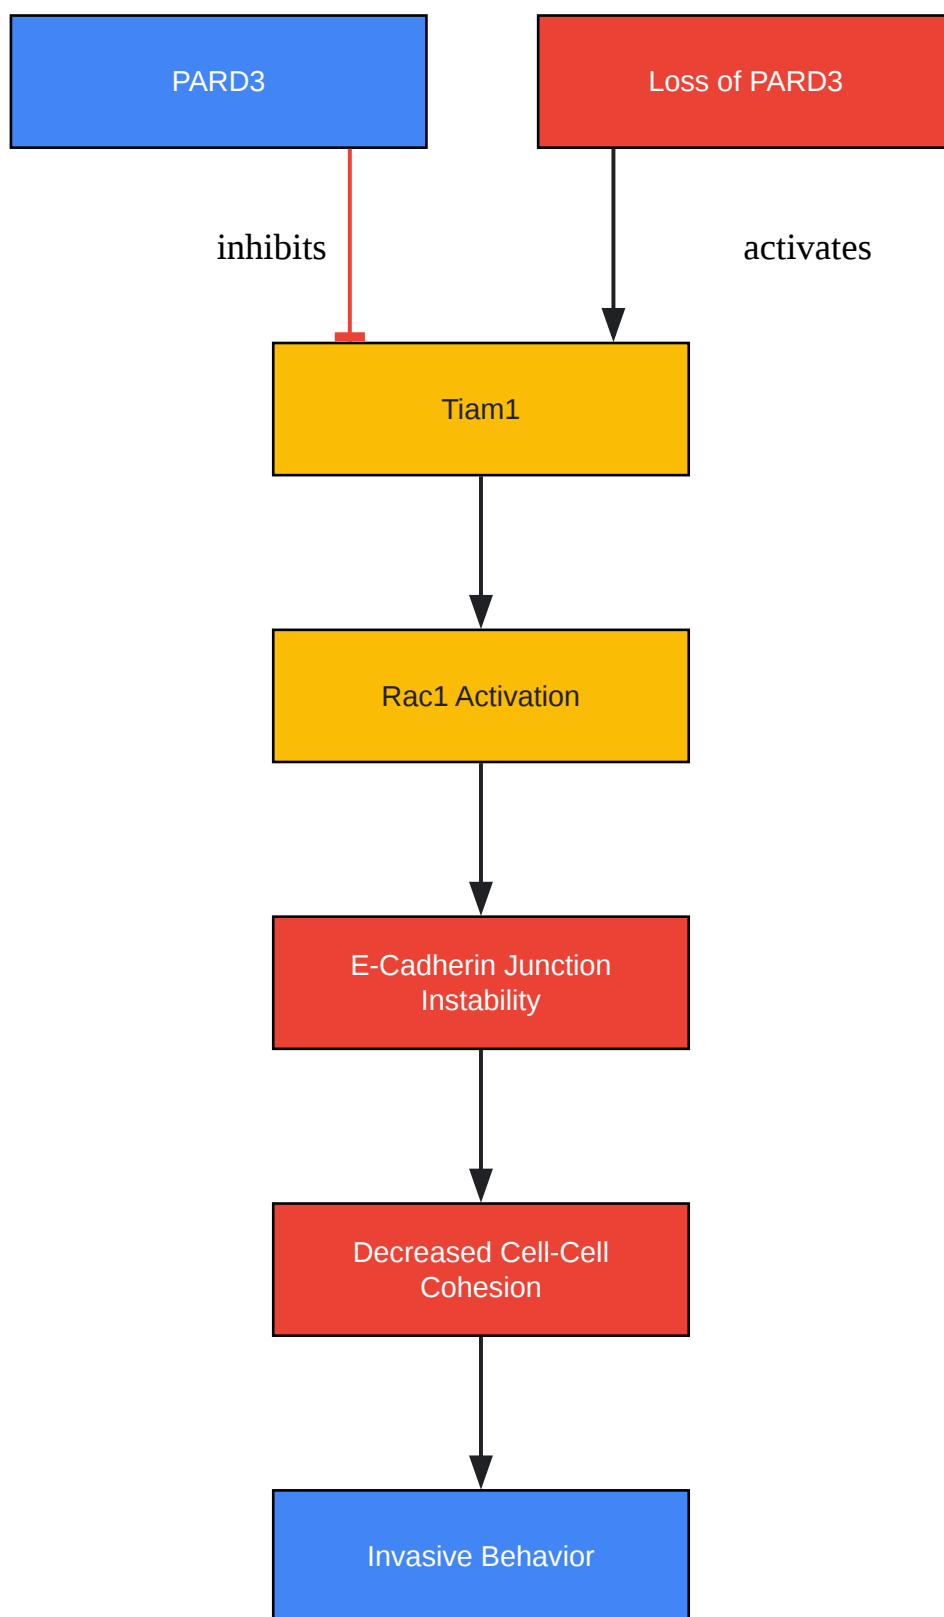 PARD3
Loss of PARD3
inhibits
activates
Tiam1
Rac1 Activation
E-Cadherin Junction
Instability
Decreased Cell-Cell
Cohesion
Invasive Behavior